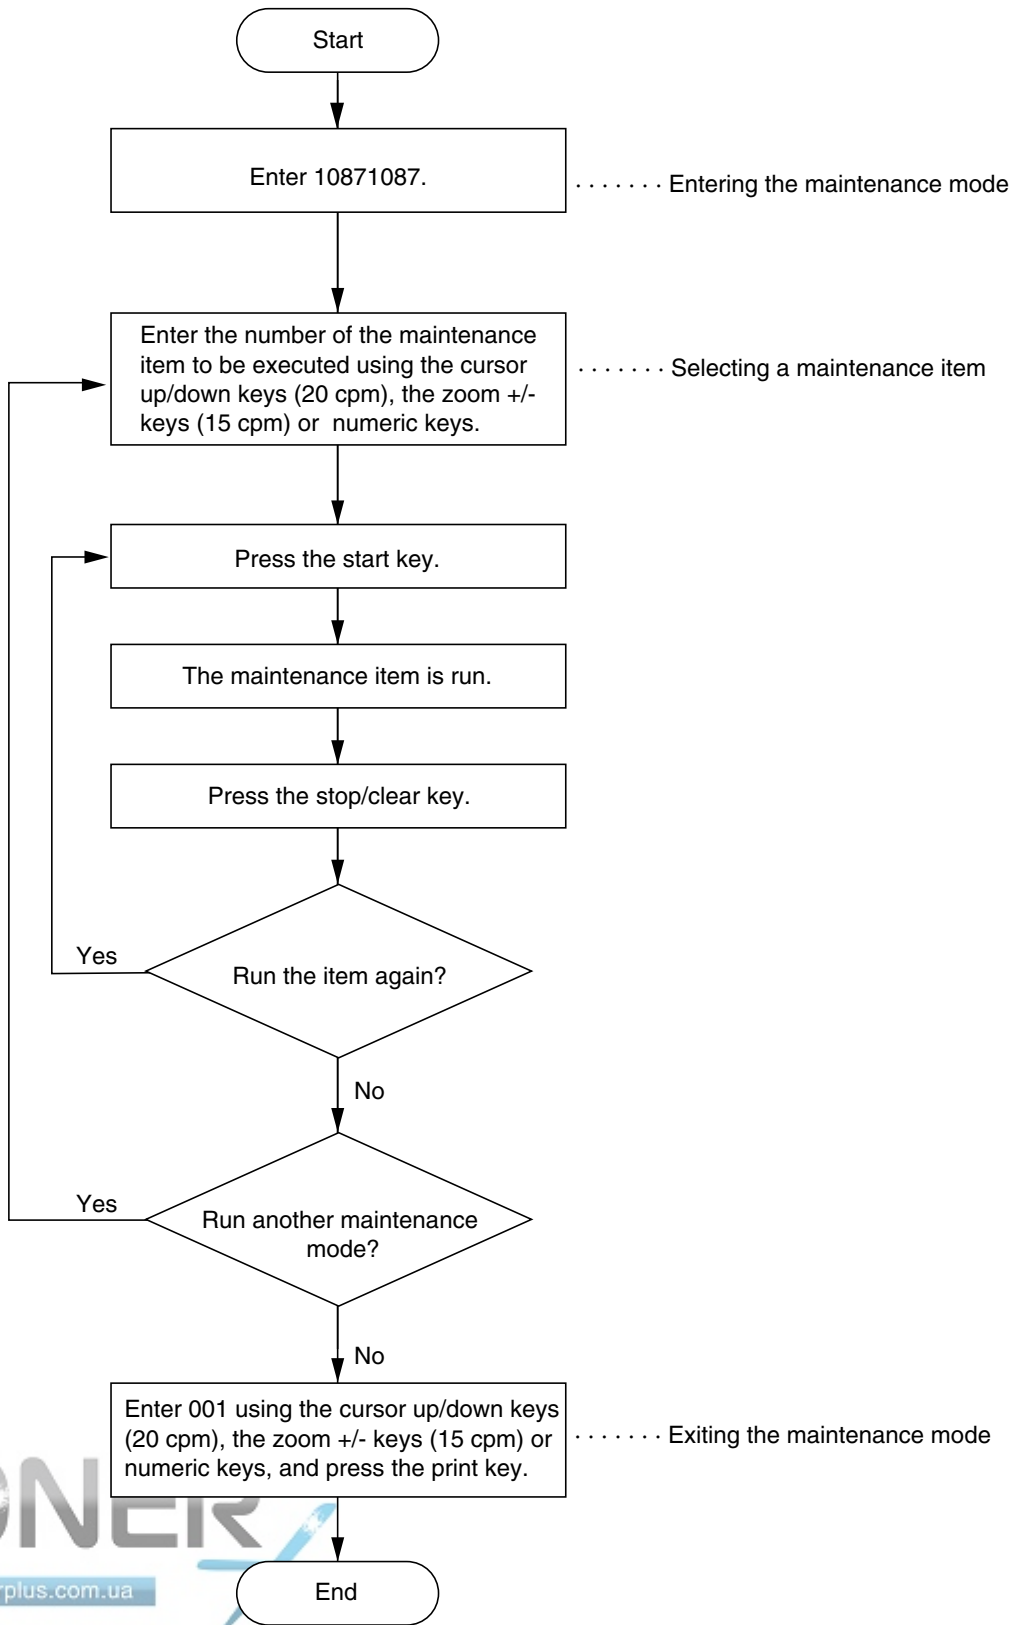 Start
Enter 10871087.
. . . . . . . Entering the maintenance mode
Enter the number of the maintenance
item to be executed using the cursor
up/down keys (20 cpm), the zoom +/-
keys (15 cpm) or numeric keys.
. . . . . . . Selecting a maintenance item
Press the start key.
The maintenance item is run.
Press the stop/clear key.
Yes
Run the item again?
No
Yes
Run another maintenance
mode?
No
Enter 001 using the cursor up/down keys
(20 cpm), the zoom +/- keys (15 cpm) or
numeric keys, and press the print key.
. . . . . . . Exiting the maintenance mode
ONER
rplus.com.ua
End